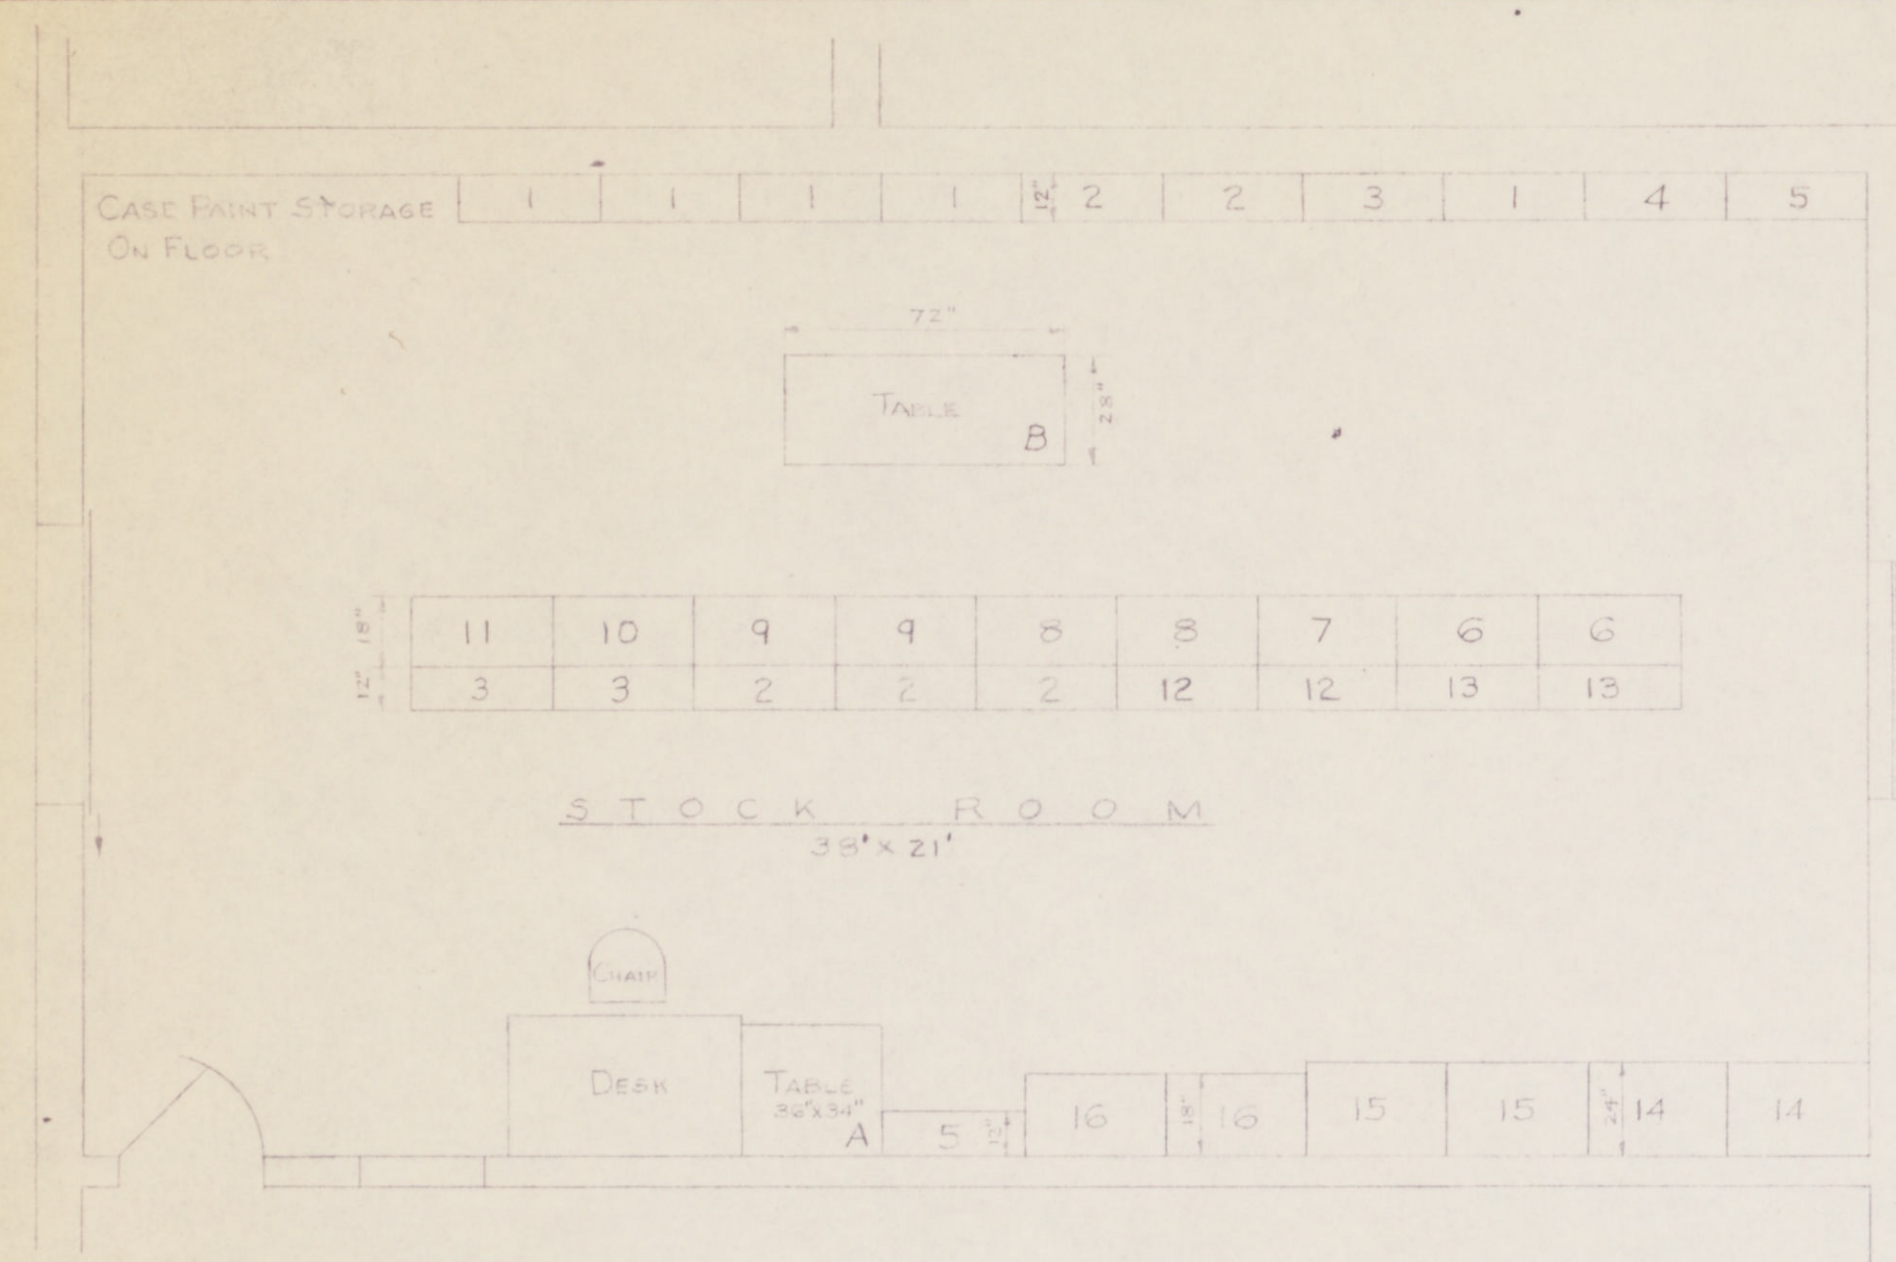 CASE PAINT STORAGE 1 1 1 1 12" 2 2 3 1 4 5
ON FLOOR
72"
TABLE 28"
B
18" 11 10 9 9 8 8 7 6 6
12" 3 3 2 2 2 12 12 13 13
STOCK ROOM
38' x 21'
CHAIR
DESK TABLE
36" x 34"
A 5 12" 16 18" 16 15 15 24" 14 14